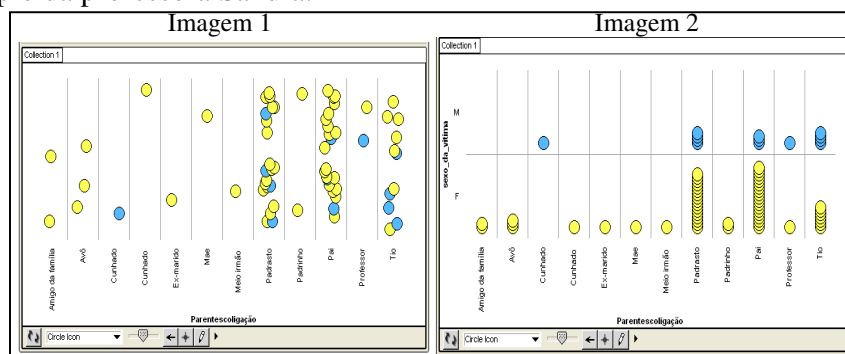 Imagem 1
Imagem 2
Collection 1
Amigo da família
Avô
Cunhado
Cunhado
Ex-marido
Mae
Meio irmão
Padrasto
Padrinho
Pai
Professor
Tio
Parentescoligação
Circle Icon
Collection 1
sexo_da_vitima
M
F
Amigo da família
Avô
Cunhado
Cunhado
Ex-marido
Mae
Meio irmão
Padrasto
Padrinho
Pai
Professor
Tio
Parentescoligação
Circle Icon